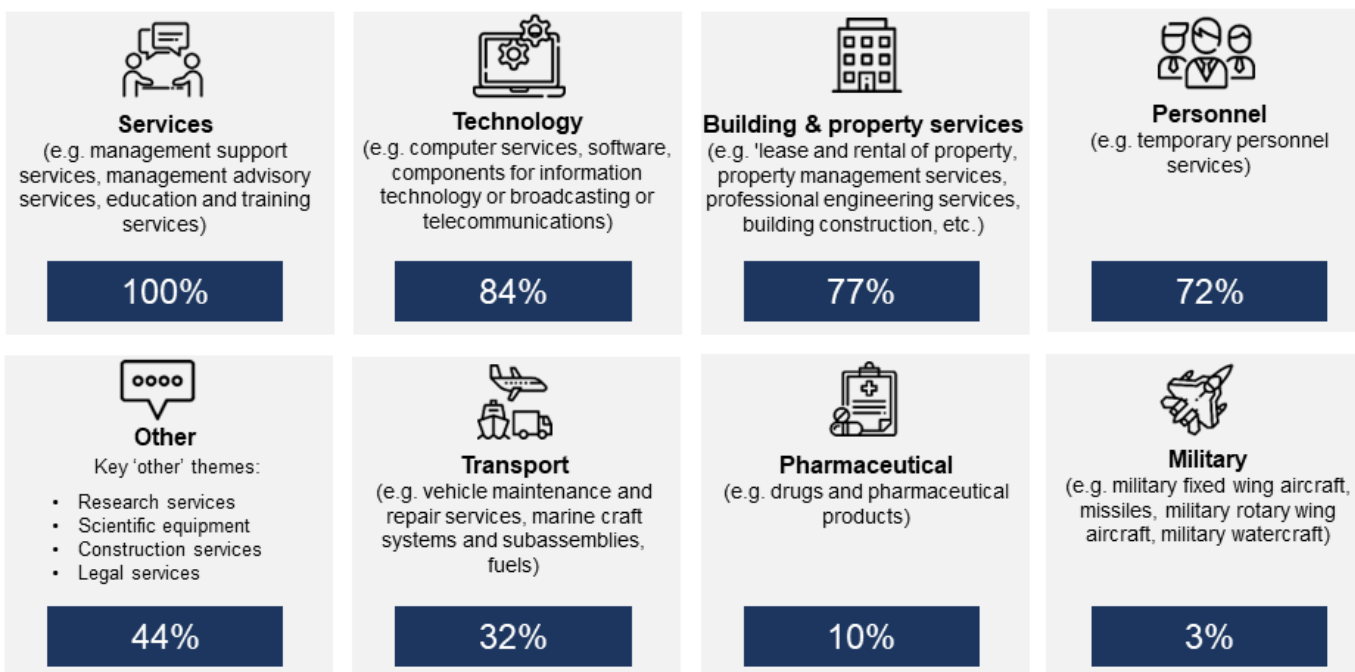 Services
(e.g. management support
services, management advisory
services, education and training
services)
100%
Technology
(e.g. computer services, software,
components for information
technology or broadcasting or
telecommunications)
84%
Building & property services
(e.g. 'lease and rental of property,
property management services,
professional engineering services,
building construction, etc.)
77%
Personnel
(e.g. temporary personnel
services)
72%
Other
Key ‘other’ themes:
• Research services
• Scientific equipment
• Construction services
• Legal services
44%
Transport
(e.g. vehicle maintenance and
repair services, marine craft
systems and subassemblies,
fuels)
32%
Pharmaceutical
(e.g. drugs and pharmaceutical
products)
10%
Military
(e.g. military fixed wing aircraft,
missiles, military rotary wing
aircraft, military watercraft)
3%